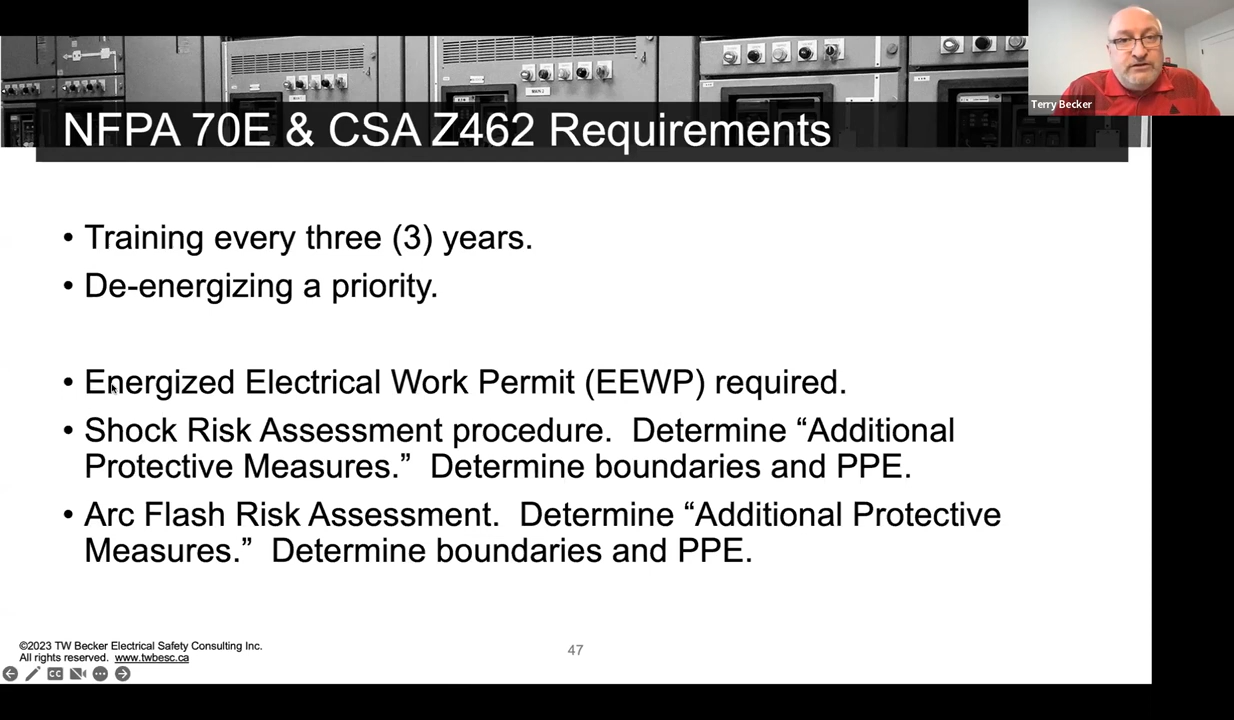 Terry Becker
NFPA 70E & CSA Z462 Requirements
• Training every three (3) years.
• De-energizing a priority.
• Energized Electrical Work Permit (EEWP) required.
• Shock Risk Assessment procedure.  Determine “Additional
Protective Measures.”  Determine boundaries and PPE.
• Arc Flash Risk Assessment.  Determine “Additional Protective
Measures.”  Determine boundaries and PPE.
©2023 TW Becker Electrical Safety Consulting Inc.
All rights reserved.  www.twbesc.ca
47
CC